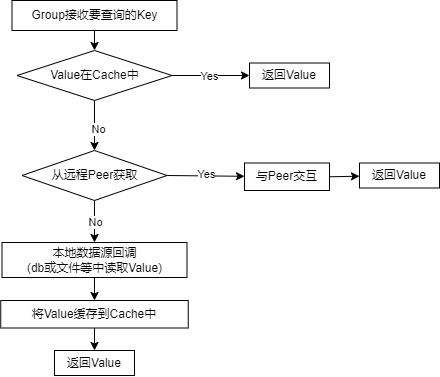 Group接收要查询的Key
Value在Cache中
Yes
返回Value
No
从远程Peer获取
Yes
与Peer交互
返回Value
No
本地数据源回调
(db或文件等中读取Value)
将Value缓存到Cache中
返回Value